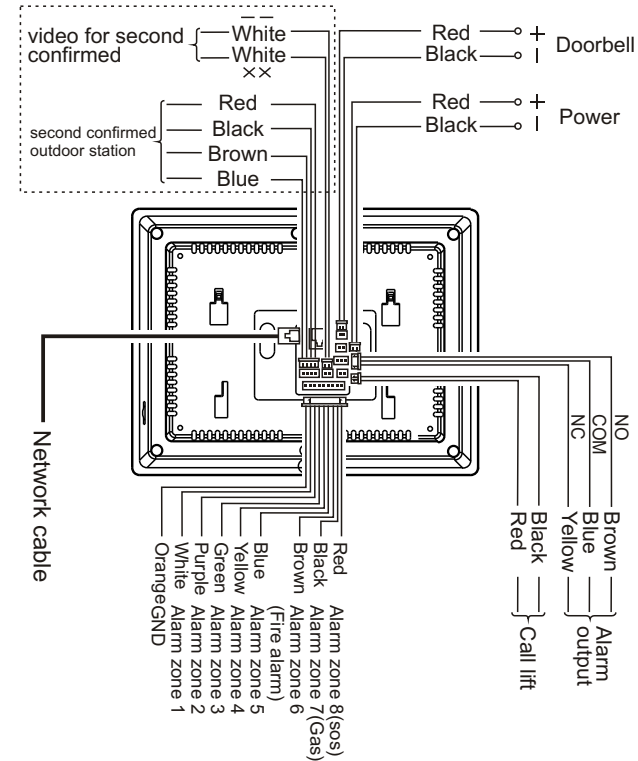 video for second
confirmed
White
White
××
second confirmed
outdoor station
Red
Black
Brown
Blue
Red +
Black −
Doorbell
Red +
Black −
Power
Network cable
Orange GND
White Alarm zone 1
Purple Alarm zone 2
Green Alarm zone 3
Yellow Alarm zone 4
Blue Alarm zone 5
(Fire alarm)
Brown Alarm zone 6
Black Alarm zone 7(Gas)
Red Alarm zone 8(sos)
NO Brown
COM Blue
NC Yellow
Alarm
output
Black
Red
Call lift